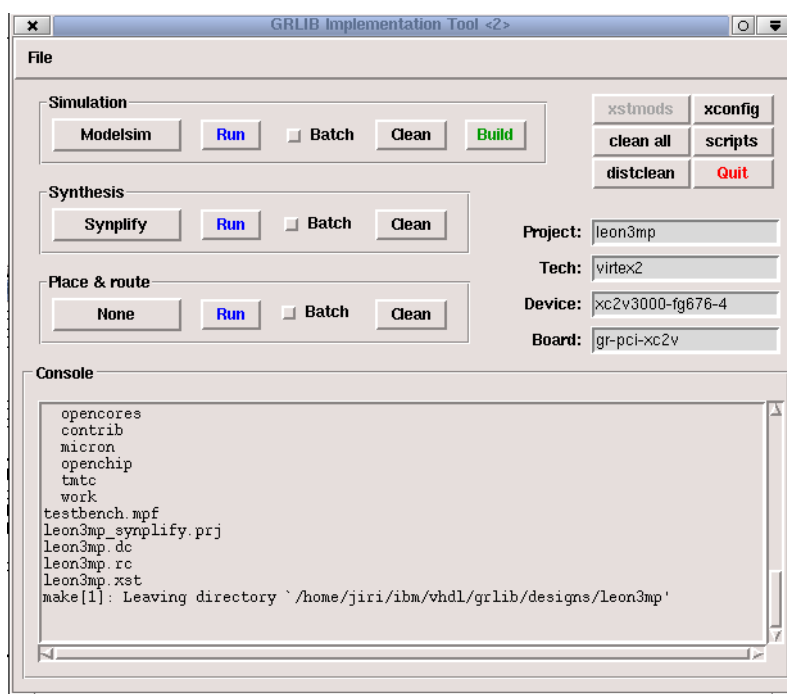 GRLIB Implementation Tool <2>
File
Simulation
Modelsim Run Batch Clean Build
xstmods xconfig
clean all scripts
distclean Quit
Synthesis
Synplify Run Batch Clean
Place & route
None Run Batch Clean
Project: leon3mp
Tech: virtex2
Device: xc2v3000-fg676-4
Board: gr-pci-xc2v
Console
opencores
contrib
micron
openchip
tmtc
work
testbench.mpf
leon3mp_synplify.prj
leon3mp.dc
leon3mp.rc
leon3mp.xst
make[1]: Leaving directory `/home/jiri/ibm/vhdl/grlib/designs/leon3mp'